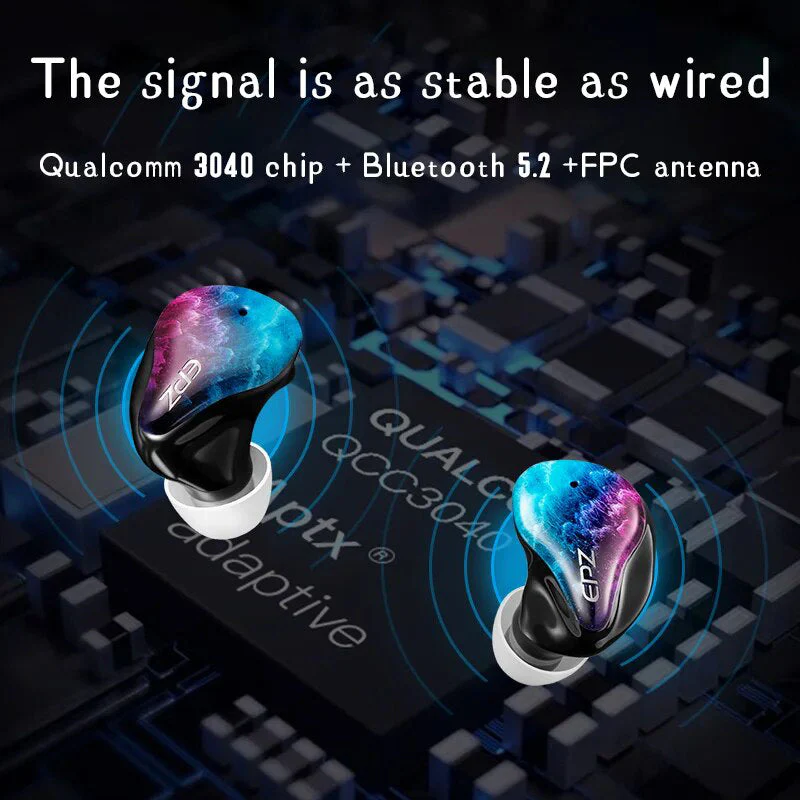 The signal is as stable as wired
Qualcomm 3040 chip + Bluetooth 5.2 +FPC antenna
EPZ
QUALC
QCC3040
aptx ®
adaptive
EPZ